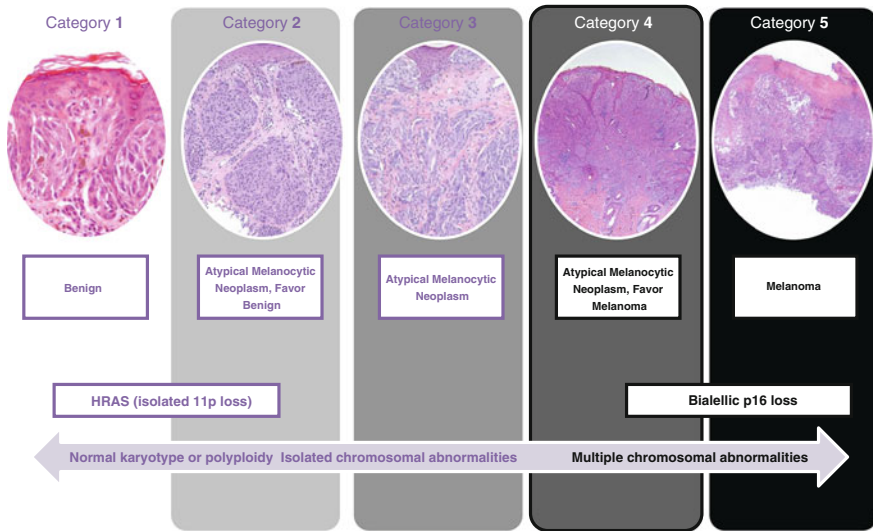 Category 1
Category 2
Category 3
Category 4
Category 5
Benign
Atypical Melanocytic
Neoplasm, Favor
Benign
Atypical Melanocytic
Neoplasm
Atypical Melanocytic
Neoplasm, Favor
Melanoma
Melanoma
HRAS (isolated 11p loss)
Bialellic p16 loss
Normal karyotype or polyploidy Isolated chromosomal abnormalities
Multiple chromosomal abnormalities